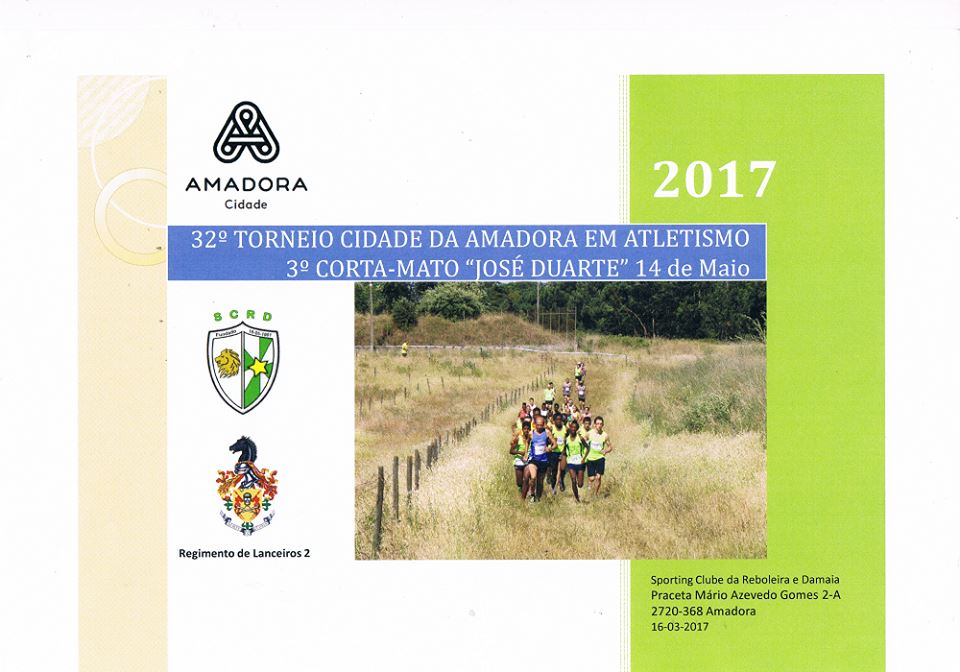 2017
AMADORA
Cidade
32º TORNEIO CIDADE DA AMADORA EM ATLETISMO
3º CORTA-MATO “JOSÉ DUARTE” 14 de Maio
S C R D
Fundado
Regimento de Lanceiros 2
Sporting Clube da Reboleira e Damaia
Praceta Mário Azevedo Gomes 2-A
2720-368 Amadora
16-03-2017